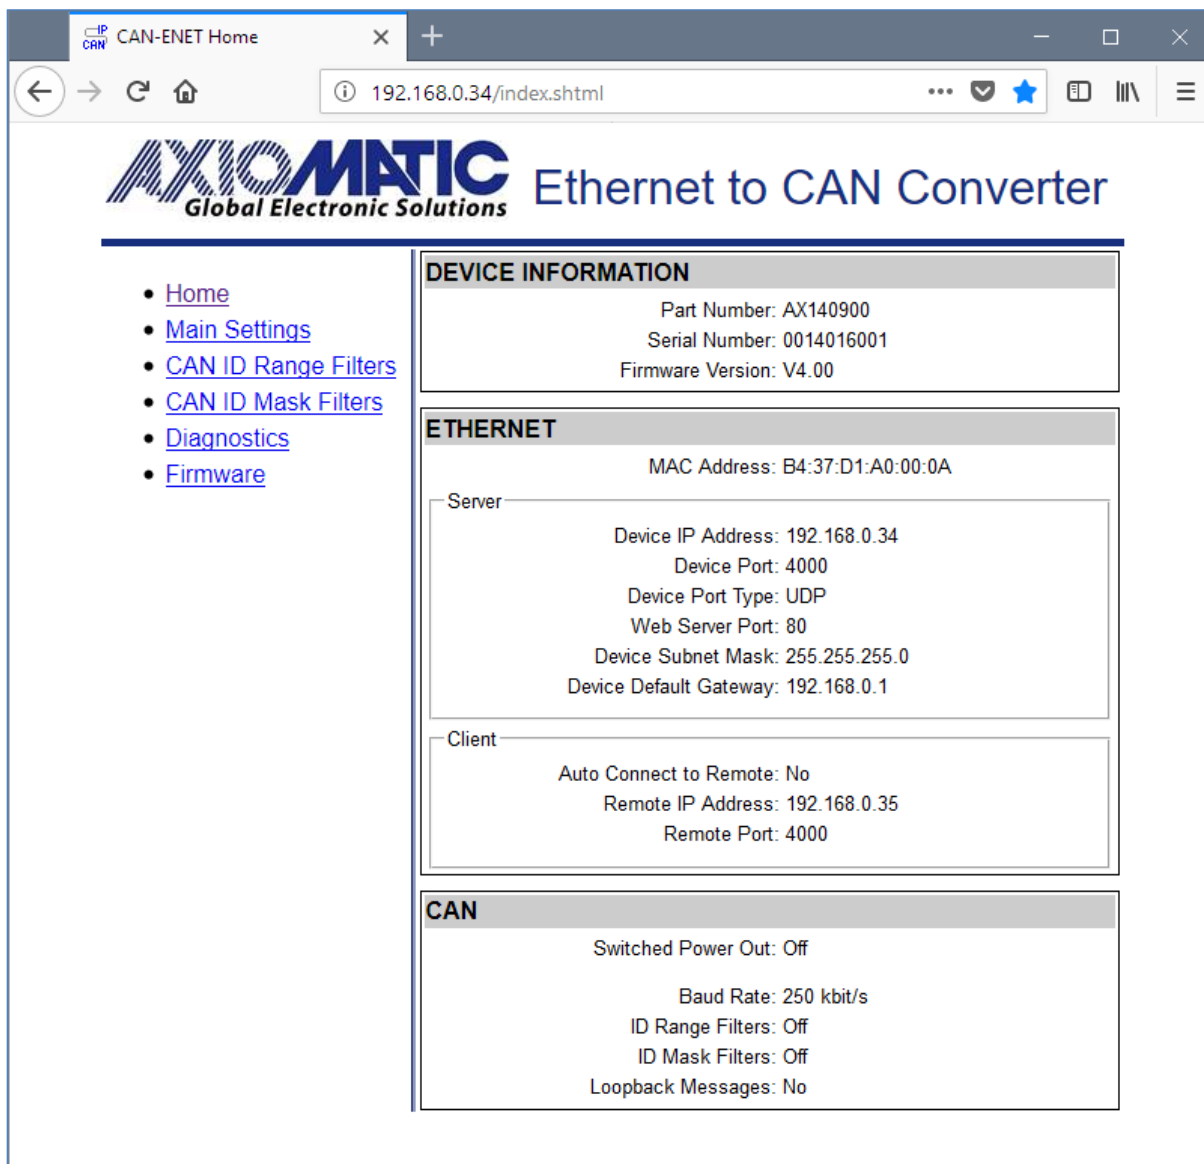 IP
CAN
CAN-ENET Home
192.168.0.34/index.shtml
AXIOMATIC
Global Electronic Solutions
Ethernet to CAN Converter
Home
Main Settings
CAN ID Range Filters
CAN ID Mask Filters
Diagnostics
Firmware
DEVICE INFORMATION
Part Number: AX140900
Serial Number: 0014016001
Firmware Version: V4.00
ETHERNET
MAC Address: B4:37:D1:A0:00:0A
Server
Device IP Address: 192.168.0.34
Device Port: 4000
Device Port Type: UDP
Web Server Port: 80
Device Subnet Mask: 255.255.255.0
Device Default Gateway: 192.168.0.1
Client
Auto Connect to Remote: No
Remote IP Address: 192.168.0.35
Remote Port: 4000
CAN
Switched Power Out: Off
Baud Rate: 250 kbit/s
ID Range Filters: Off
ID Mask Filters: Off
Loopback Messages: No